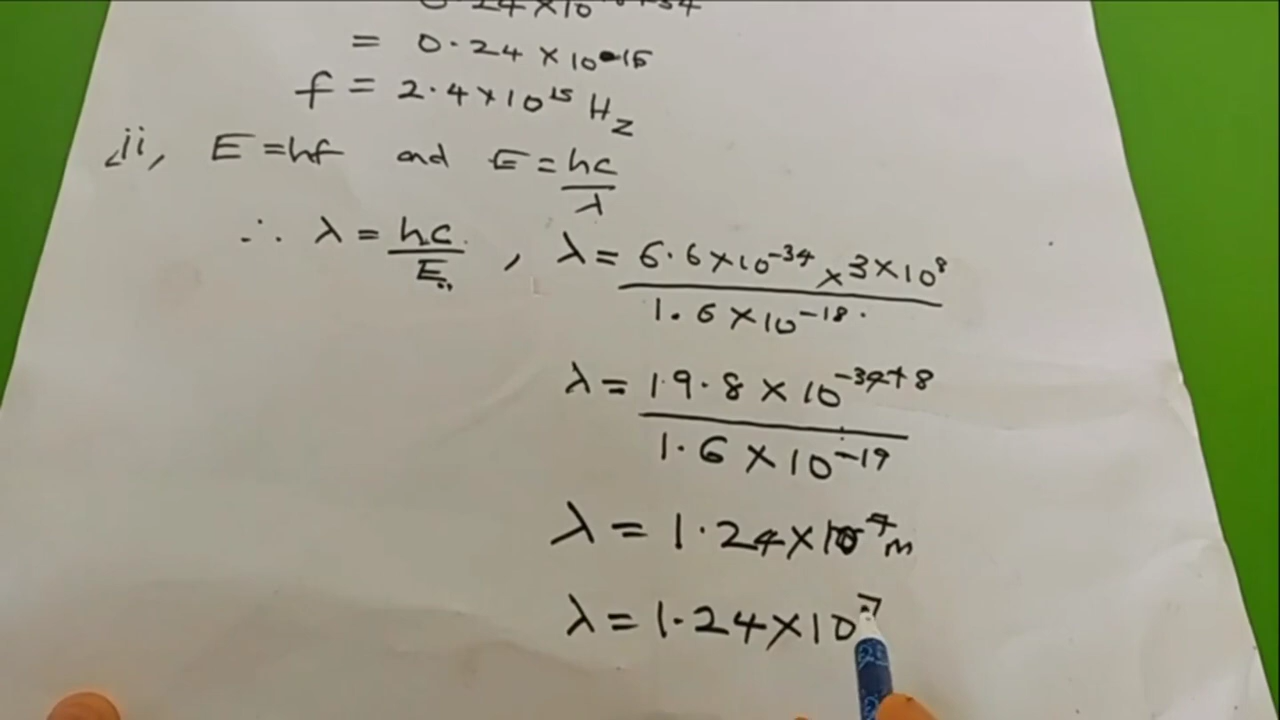 = 0.24×10^-15
f = 2.4×10^15 Hz
ii, E=hf and E=hc/λ
∴ λ = hc/E , λ = 6.6×10^-34 × 3×10^8 / 1.6×10^-18
λ = 19.8 × 10^-34+8 / 1.6 × 10^-19
λ = 1.24×10^-7 m
λ = 1.24×10^-7